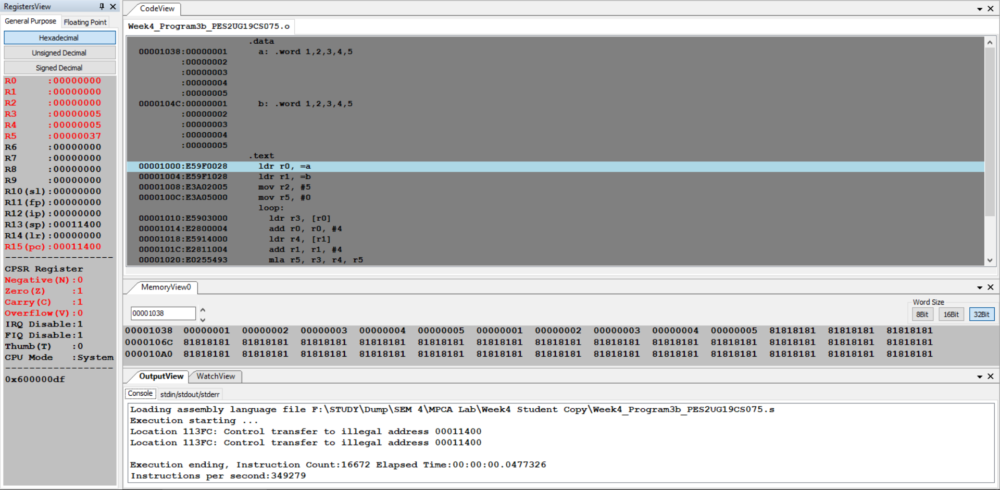 RegistersView
General Purpose
Floating Point
Hexadecimal
Unsigned Decimal
Signed Decimal
R0 :00000000
R1 :00000000
R2 :00000000
R3 :00000005
R4 :00000005
R5 :00000037
R6 :00000000
R7 :00000000
R8 :00000000
R9 :00000000
R10(sl):00000000
R11(fp):00000000
R12(ip):00000000
R13(sp):00011400
R14(lr):00000000
R15(pc):00011400
------------------
CPSR Register
Negative(N):0
Zero(Z) :1
Carry(C) :1
Overflow(V):0
IRQ Disable:1
FIQ Disable:1
Thumb(T) :0
CPU Mode :System
------------------
0x600000df
CodeView
Week4_Program3b_PES2UG19CS075.o
.data
00001038:00000001 a: .word 1,2,3,4,5
:00000002
:00000003
:00000004
:00000005
0000104C:00000001 b: .word 1,2,3,4,5
:00000002
:00000003
:00000004
:00000005
.text
00001000:E59F0028 ldr r0, =a
00001004:E59F1028 ldr r1, =b
00001008:E3A02005 mov r2, #5
0000100C:E3A05000 mov r5, #0
loop:
00001010:E5903000 ldr r3, [r0]
00001014:E2800004 add r0, r0, #4
00001018:E5914000 ldr r4, [r1]
0000101C:E2811004 add r1, r1, #4
00001020:E0255493 mla r5, r3, r4, r5
MemoryView0
00001038
Word Size
8Bit 16Bit 32Bit
00001038 00000001 00000002 00000003 00000004 00000005 00000001 00000002 00000003 00000004 00000005 81818181 81818181 81818181
0000106C 81818181 81818181 81818181 81818181 81818181 81818181 81818181 81818181 81818181 81818181 81818181 81818181 81818181
000010A0 81818181 81818181 81818181 81818181 81818181 81818181 81818181 81818181 81818181 81818181 81818181 81818181 81818181
OutputView WatchView
Console stdin/stdout/stderr
Loading assembly language file F:\STUDY\Dump\SEM 4\MPCA Lab\Week4 Student Copy\Week4_Program3b_PES2UG19CS075.s
Execution starting ...
Location 113FC: Control transfer to illegal address 00011400
Location 113FC: Control transfer to illegal address 00011400
Execution ending, Instruction Count:16672 Elapsed Time:00:00:00.0477326
Instructions per second:349279